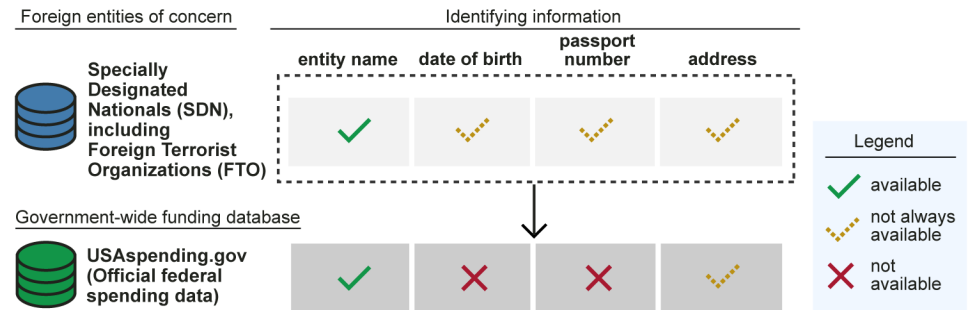 Foreign entities of concern
Identifying information
entity name
date of birth
passport
number
address
Specially
Designated
Nationals (SDN),
including
Foreign Terrorist
Organizations (FTO)
Legend
available
not always
available
not
available
Government-wide funding database
USAspending.gov
(Official federal
spending data)